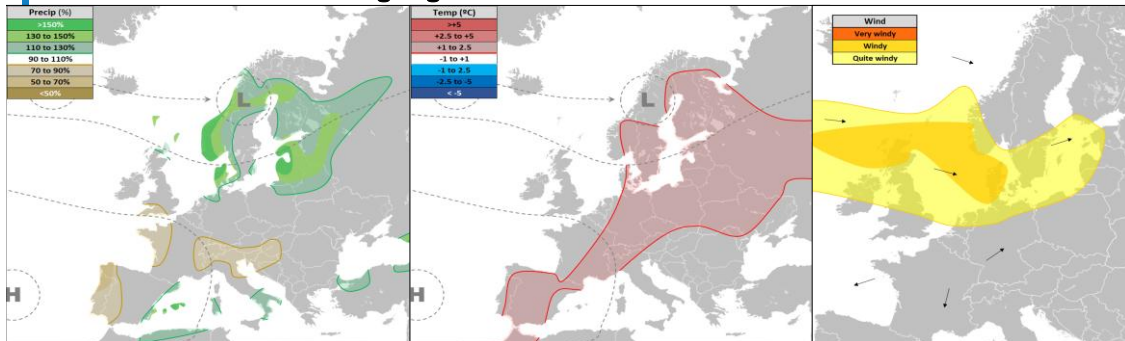 Precip (%)
>150%
130 to 150%
110 to 130%
90 to 110%
70 to 90%
50 to 70%
<50%
L
H
Temp (ºC)
>+5
+2.5 to +5
+1 to 2.5
-1 to +1
-1 to 2.5
-2.5 to -5
< -5
L
H
Wind
Very windy
Windy
Quite windy